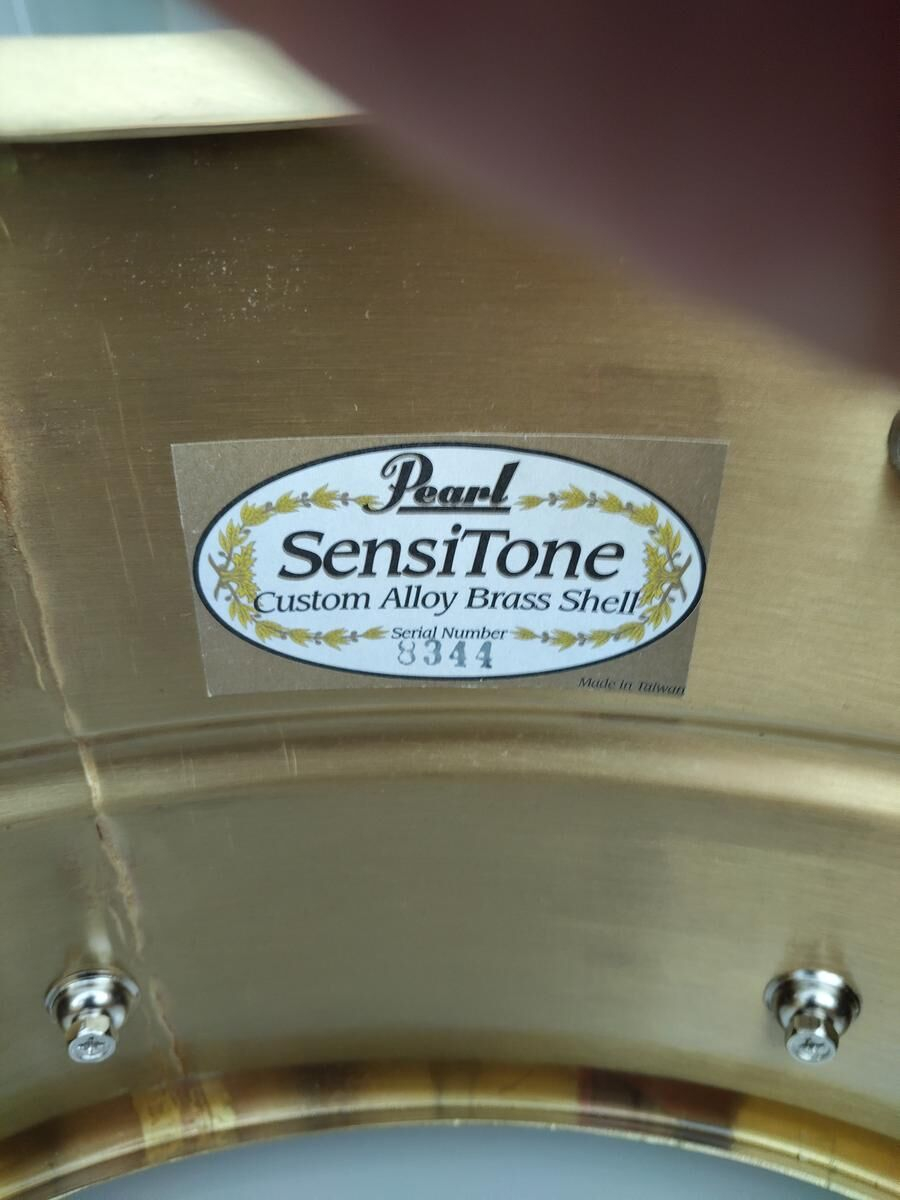 Pearl
SensiTone
Custom Alloy Brass Shell
Serial Number
8344
Made in Taiwan